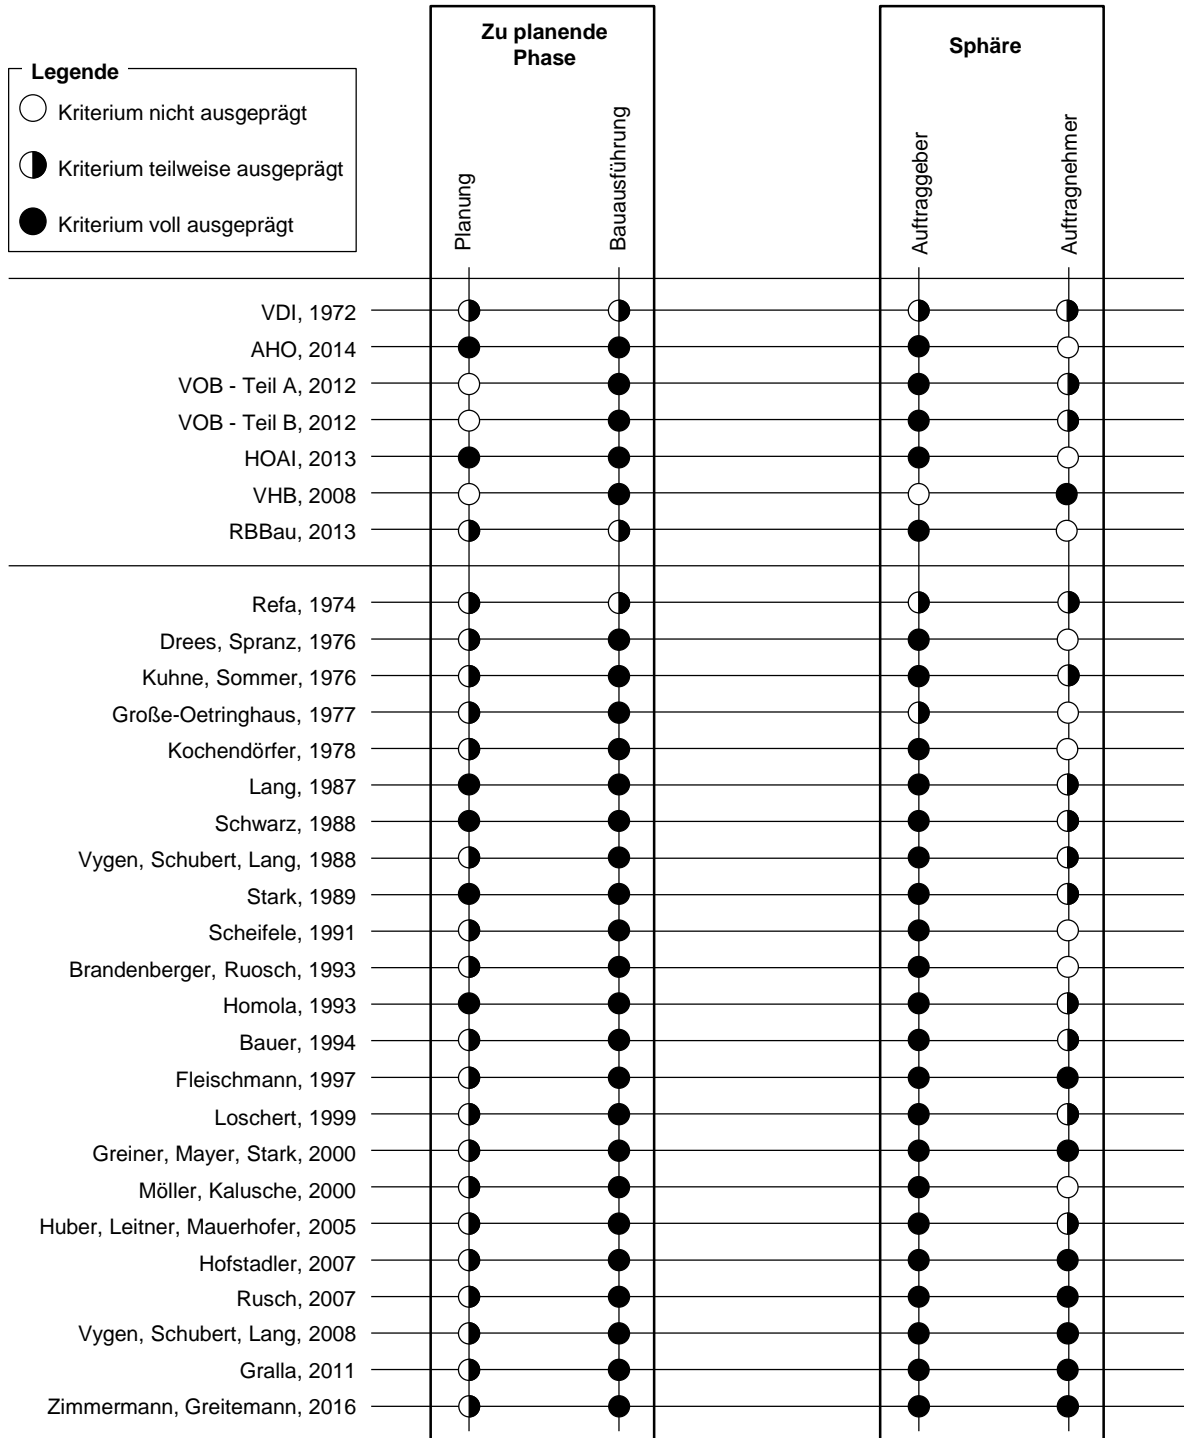 Zu planende
Phase
Sphäre
Legende
Kriterium nicht ausgeprägt
Kriterium teilweise ausgeprägt
Kriterium voll ausgeprägt
Planung
Bauausführung
Auftraggeber
Auftragnehmer
VDI, 1972
AHO, 2014
VOB - Teil A, 2012
VOB - Teil B, 2012
HOAI, 2013
VHB, 2008
RBBau, 2013
Refa, 1974
Drees, Spranz, 1976
Kuhne, Sommer, 1976
Große-Oetringhaus, 1977
Kochendörfer, 1978
Lang, 1987
Schwarz, 1988
Vygen, Schubert, Lang, 1988
Stark, 1989
Scheifele, 1991
Brandenberger, Ruosch, 1993
Homola, 1993
Bauer, 1994
Fleischmann, 1997
Loschert, 1999
Greiner, Mayer, Stark, 2000
Möller, Kalusche, 2000
Huber, Leitner, Mauerhofer, 2005
Hofstadler, 2007
Rusch, 2007
Vygen, Schubert, Lang, 2008
Gralla, 2011
Zimmermann, Greitemann, 2016